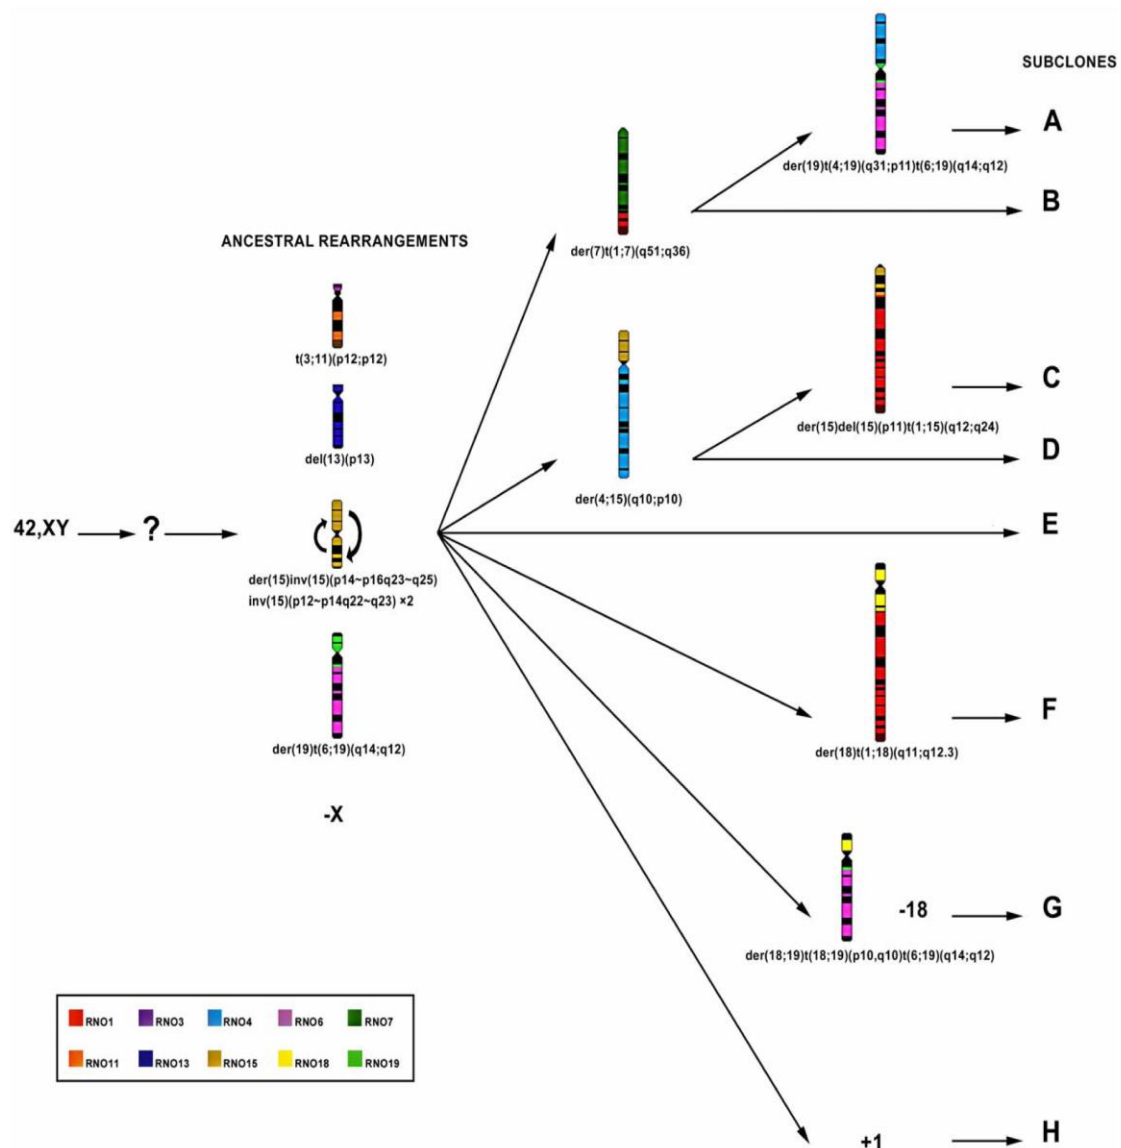 SUBCLONES
A
der(19)t(4;19)(q31;p11)t(6;19)(q14;q12)
B
der(7)t(1;7)(q51;q36)
ANCESTRAL REARRANGEMENTS
t(3;11)(p12;p12)
C
der(15)del(15)(p11)t(1;15)(q12;q24)
del(13)(p13)
D
der(4;15)(q10;p10)
42,XY
?
E
der(15)inv(15)(p14~p16q23~q25)
inv(15)(p12~p14q22~q23) ×2
F
der(19)t(6;19)(q14;q12)
der(18)t(1;18)(q11;q12.3)
-X
-18
G
der(18;19)t(18;19)(p10,q10)t(6;19)(q14;q12)
RNO1 RNO3 RNO4 RNO6 RNO7
RNO11 RNO13 RNO15 RNO18 RNO19
+1
H